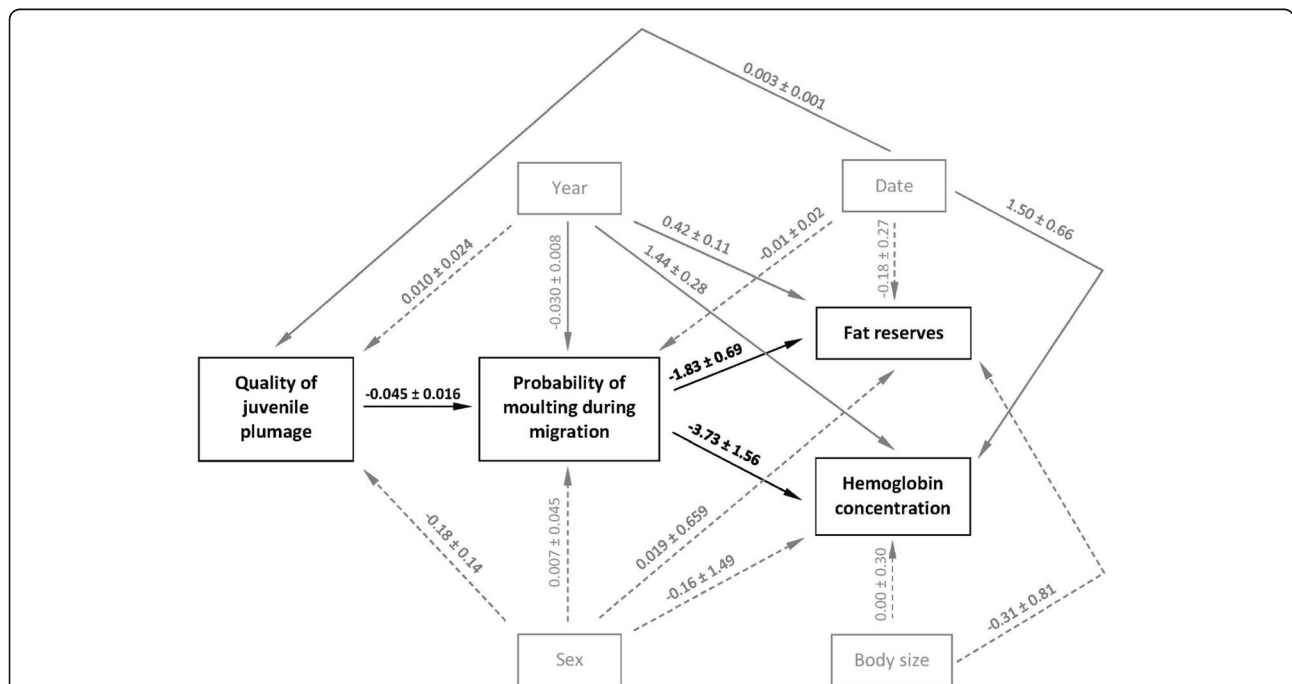 0.003 ± 0.001
Year
Date
0.010 ± 0.024
-0.030 ± 0.008
0.42 ± 0.11
1.44 ± 0.28
-0.01 ± 0.02
-0.18 ± 0.27
1.50 ± 0.66
Fat reserves
Quality of
juvenile
plumage
-0.045 ± 0.016
Probability of
moulting during
migration
-1.83 ± 0.69
-3.73 ± 1.56
Hemoglobin
concentration
-0.18 ± 0.14
0.007 ± 0.045
0.019 ± 0.659
-0.16 ± 1.49
0.00 ± 0.30
-0.31 ± 0.81
Sex
Body size